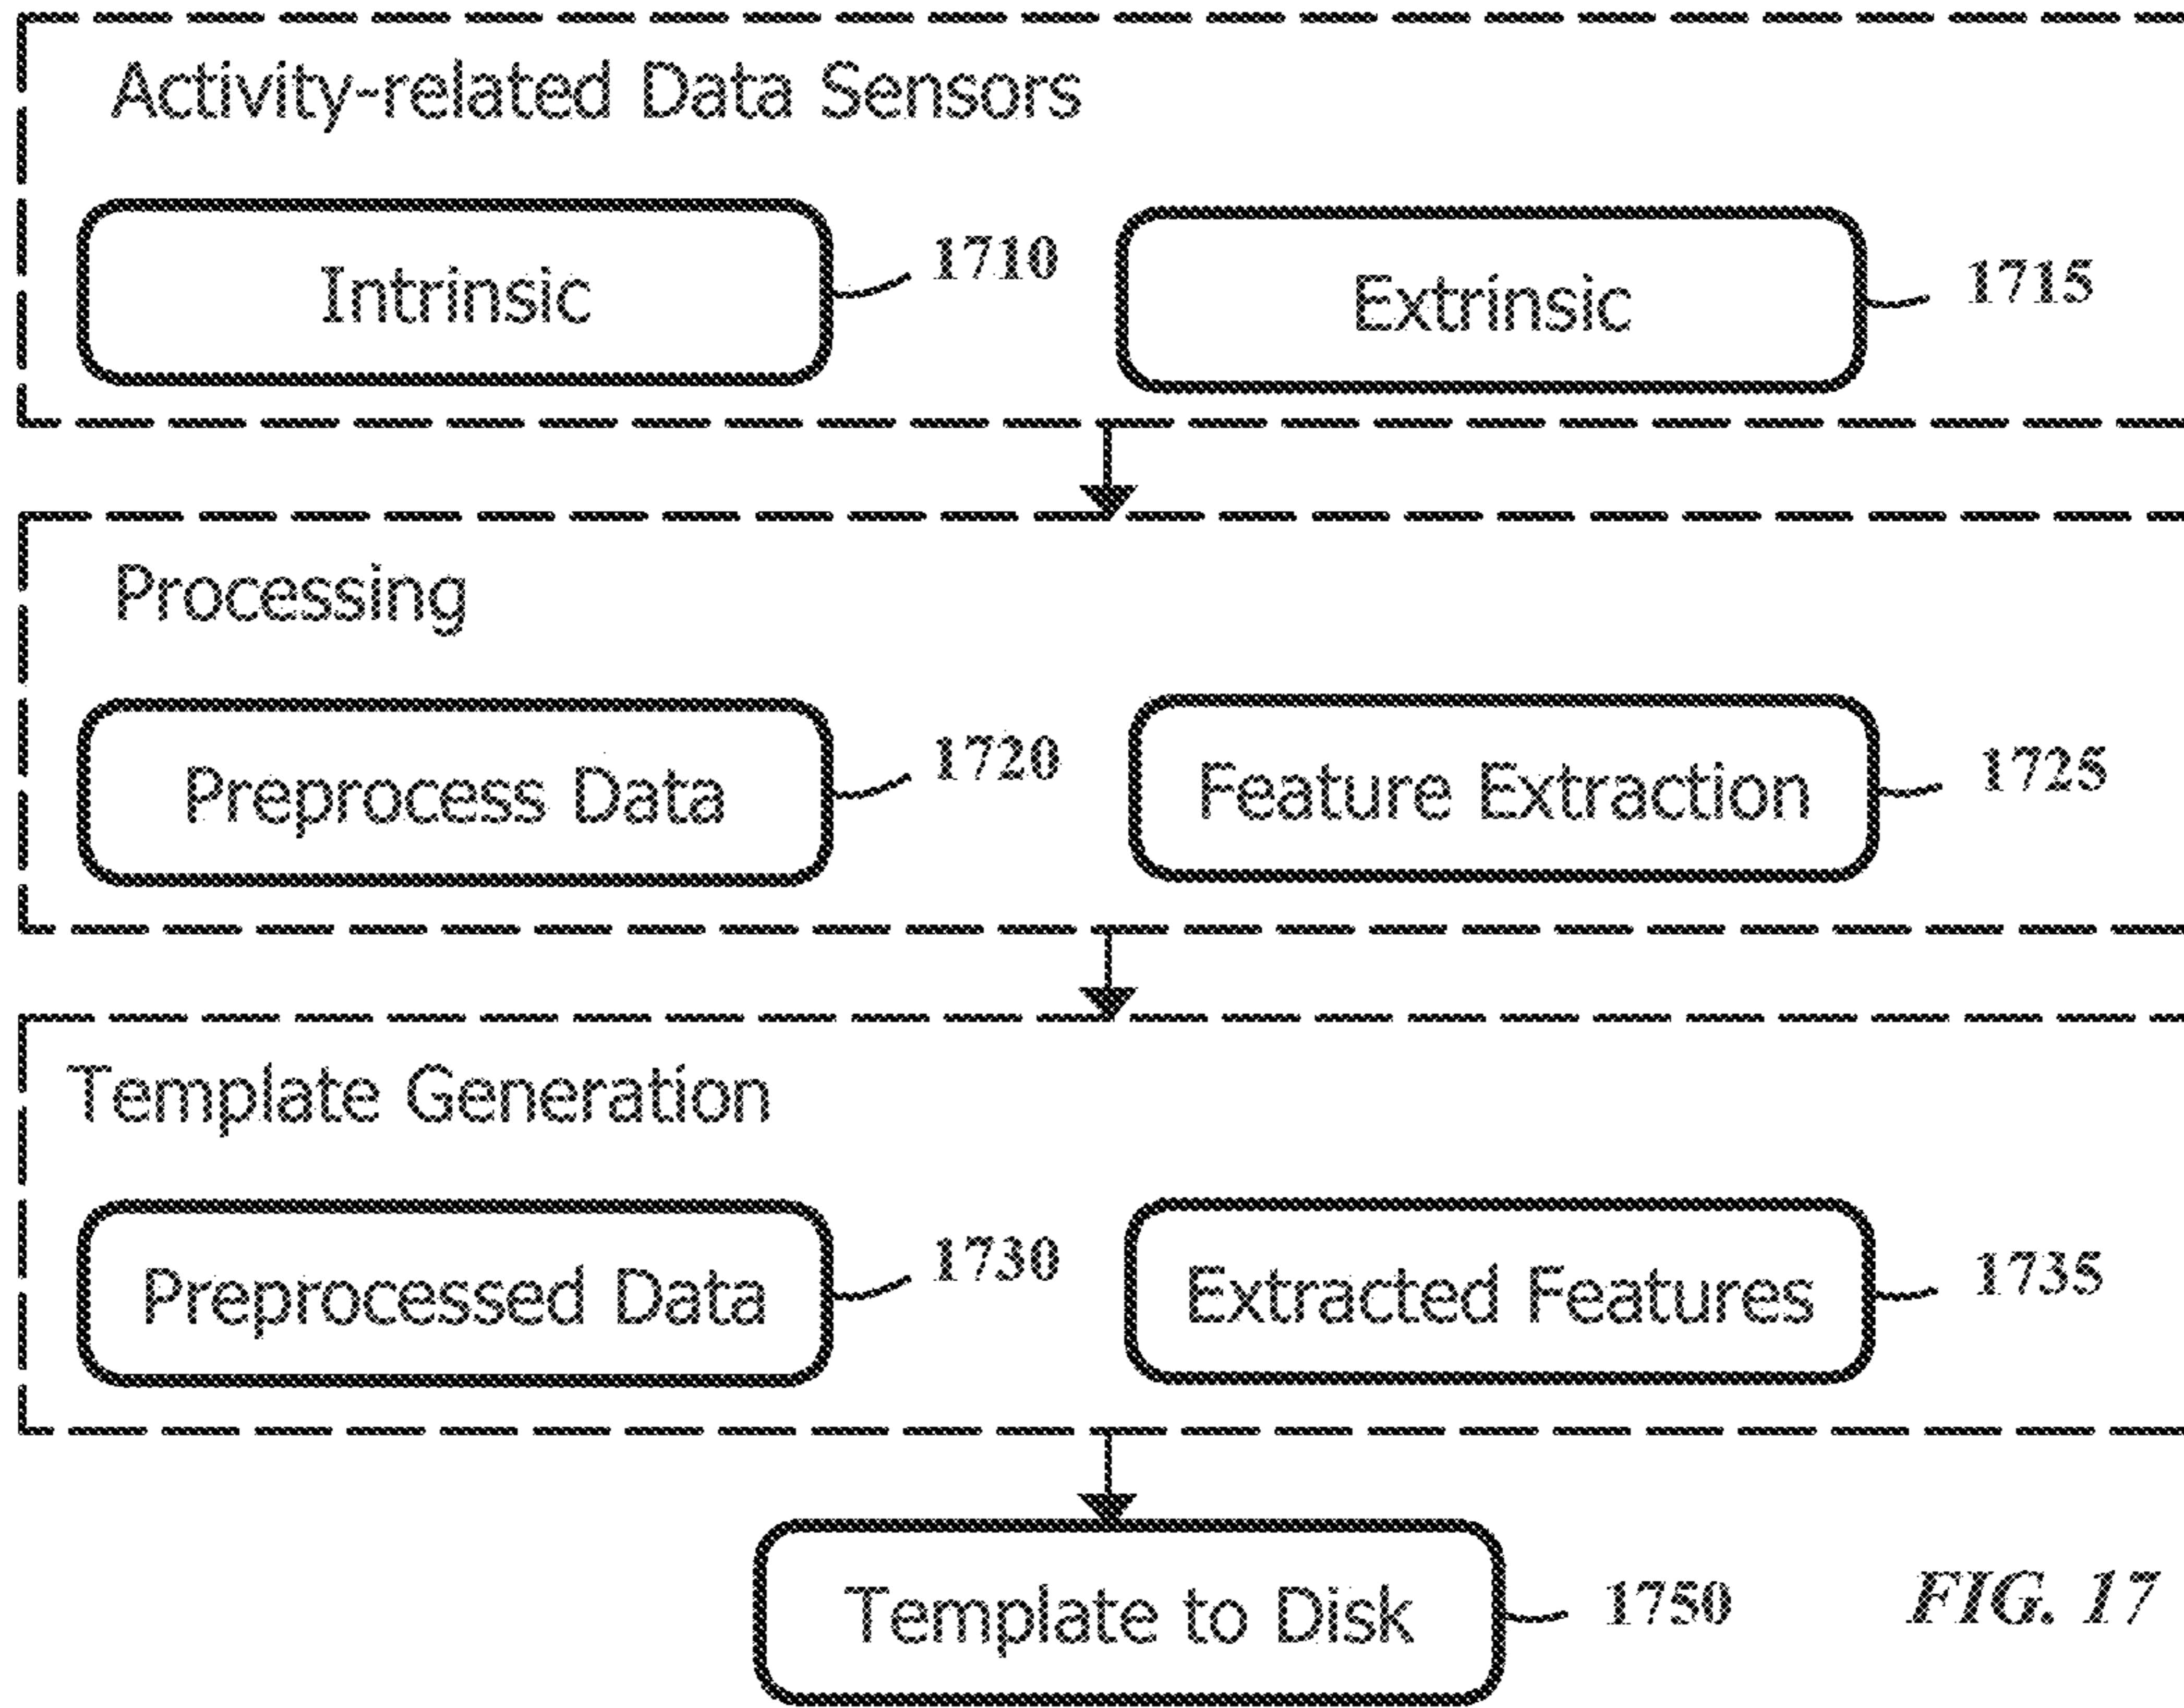 Activity-related Data Sensors
Intrinsic 1710 Extrinsic 1715
Processing
Preprocess Data 1720 Feature Extraction 1725
Template Generation
Preprocessed Data 1730 Extracted Features 1735
Template to Disk 1750 FIG. 17